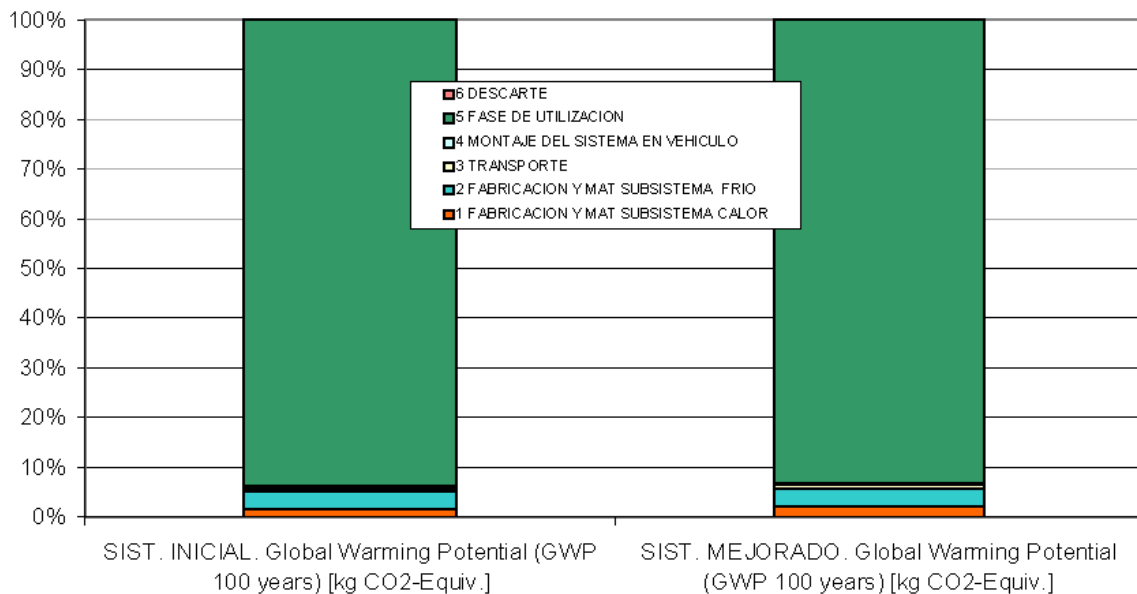 100%
90%
80%
70%
60%
50%
40%
30%
20%
10%
0%
6 DESCARTE
5 FASE DE UTILIZACION
4 MONTAJE DEL SISTEMA EN VEHICULO
3 TRANSPORTE
2 FABRICACION Y MAT SUBSISTEMA FRIO
1 FABRICACION Y MAT SUBSISTEMA CALOR
SIST. INICIAL. Global Warming Potential (GWP
100 years) [kg CO2-Equiv.]
SIST. MEJORADO. Global Warming Potential
(GWP 100 years) [kg CO2-Equiv.]